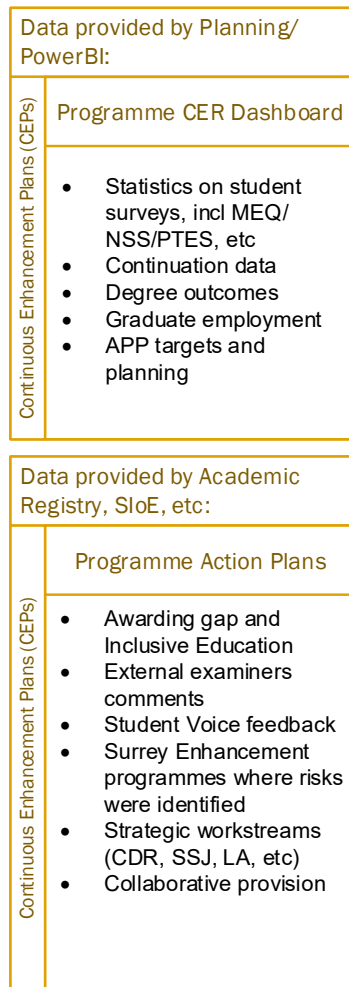 Data provided by Planning/
PowerBI:
Continuous Enhancement Plans (CEPs)
Programme CER Dashboard
• Statistics on student
surveys, incl MEQ/
NSS/PTES, etc
• Continuation data
• Degree outcomes
• Graduate employment
• APP targets and
planning
Data provided by Academic
Registry, SIoE, etc:
Continuous Enhancement Plans (CEPs)
Programme Action Plans
• Awarding gap and
Inclusive Education
• External examiners
comments
• Student Voice feedback
• Surrey Enhancement
programmes where risks
were identified
• Strategic workstreams
(CDR, SSJ, LA, etc)
• Collaborative provision